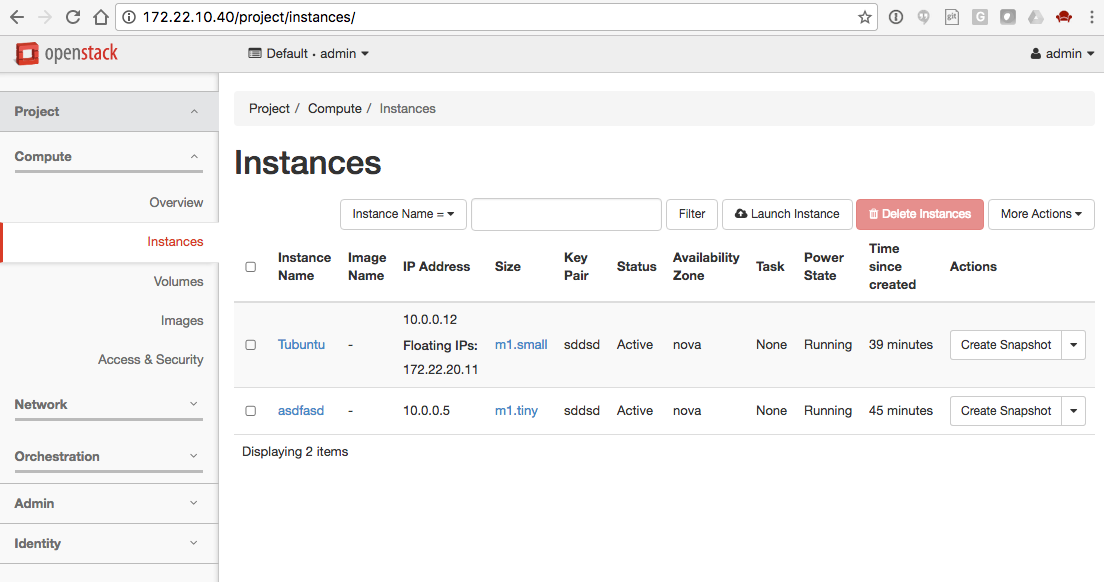 172.22.10.40/project/instances/
openstack
Default · admin
admin
Project
Compute
Overview
Instances
Volumes
Images
Access & Security
Network
Orchestration
Admin
Identity
Project / Compute / Instances
Instances
Instance Name =
Filter
Launch Instance
Delete Instances
More Actions
Instance Name
Image Name
IP Address
Size
Key Pair
Status
Availability Zone
Task
Power State
Time since created
Actions
Tubuntu
-
10.0.0.12
Floating IPs:
172.22.20.11
m1.small
sddsd
Active
nova
None
Running
39 minutes
Create Snapshot
asdfasd
-
10.0.0.5
m1.tiny
sddsd
Active
nova
None
Running
45 minutes
Create Snapshot
Displaying 2 items